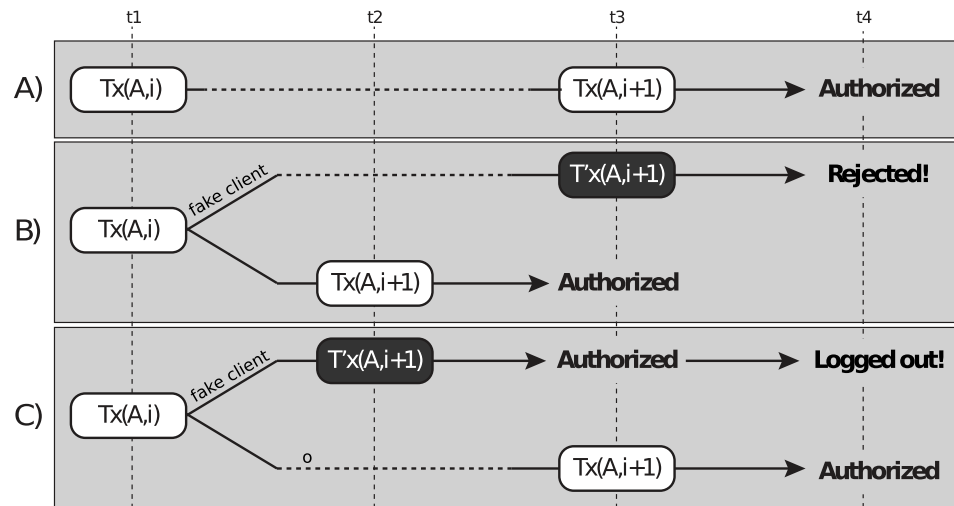 t1 t2 t3 t4
A) Tx(A,i) Tx(A,i+1) Authorized
fake client T'x(A,i+1) Rejected!
B) Tx(A,i)
Tx(A,i+1) Authorized
fake client T'x(A,i+1) Authorized Logged out!
C) Tx(A,i)
o Tx(A,i+1) Authorized